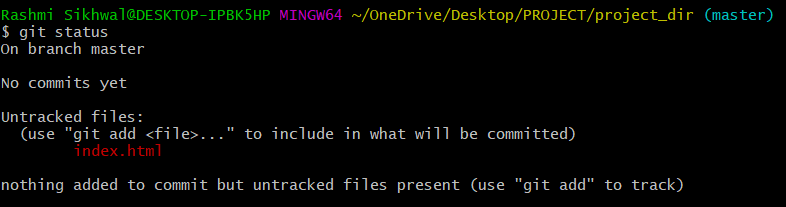 Rashmi Sikhwal@DESKTOP-IPBK5HP MINGW64 ~/OneDrive/Desktop/PROJECT/project_dir (master)
$ git status
On branch master
No commits yet
Untracked files:
(use "git add <file>..." to include in what will be committed)
index.html
nothing added to commit but untracked files present (use "git add" to track)